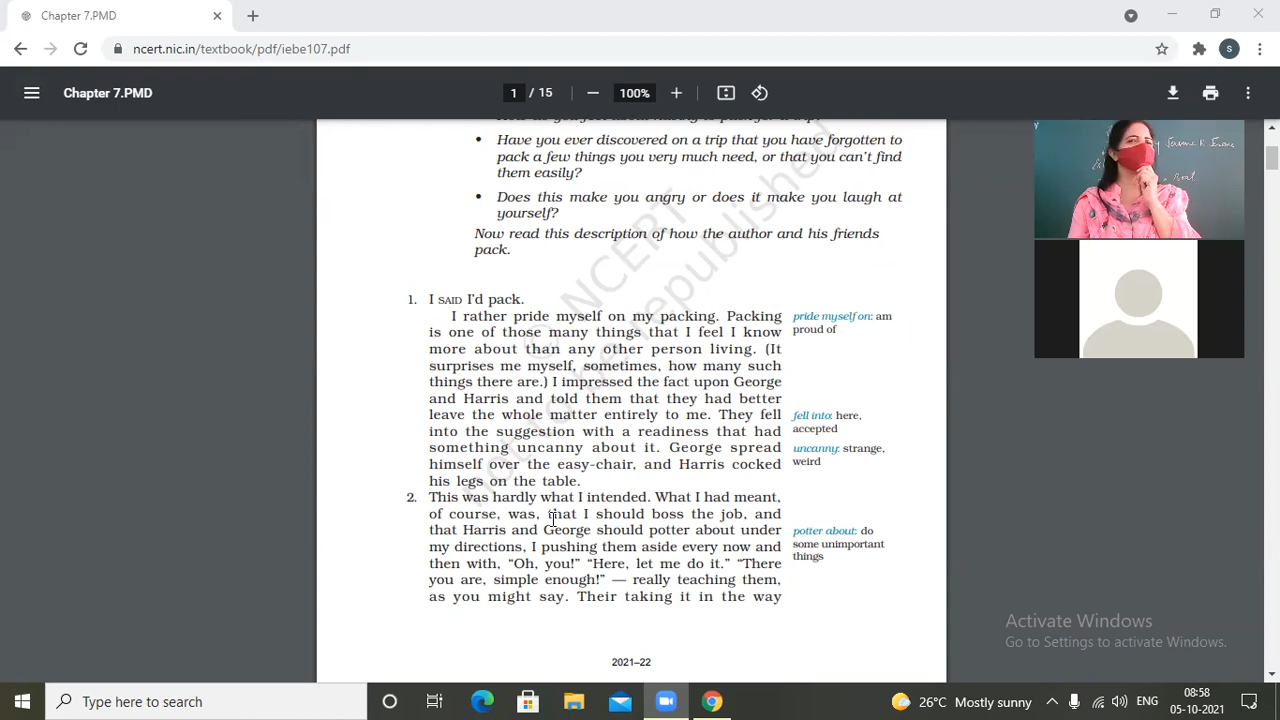 Chapter 7.PMD
ncert.nic.in/textbook/pdf/iebe107.pdf
S
Chapter 7.PMD
1 / 15
100%
• Have you ever discovered on a trip that you have forgotten to
pack a few things you very much need, or that you can't find
them easily?
• Does this make you angry or does it make you laugh at
yourself?
Now read this description of how the author and his friends
pack.
1. I SAID I'd pack.
I rather pride myself on my packing. Packing
is one of those many things that I feel I know
more about than any other person living. (It
surprises me myself, sometimes, how many such
things there are.) I impressed the fact upon George
and Harris and told them that they had better
leave the whole matter entirely to me. They fell
into the suggestion with a readiness that had
something uncanny about it. George spread
himself over the easy-chair, and Harris cocked
his legs on the table.
2. This was hardly what I intended. What I had meant,
of course, was, that I should boss the job, and
that Harris and George should potter about under
my directions, I pushing them aside every now and
then with, “Oh, you!” “Here, let me do it.” “There
you are, simple enough!” — really teaching them,
as you might say. Their taking it in the way
pride myself on: am
proud of
fell into: here,
accepted
uncanny: strange,
weird
potter about: do
some unimportant
things
© NCERT
not to be republished
2021–22
Jerome K Jerome
Activate Windows
Go to Settings to activate Windows.
Type here to search
26°C Mostly sunny
ENG
08:58
05-10-2021